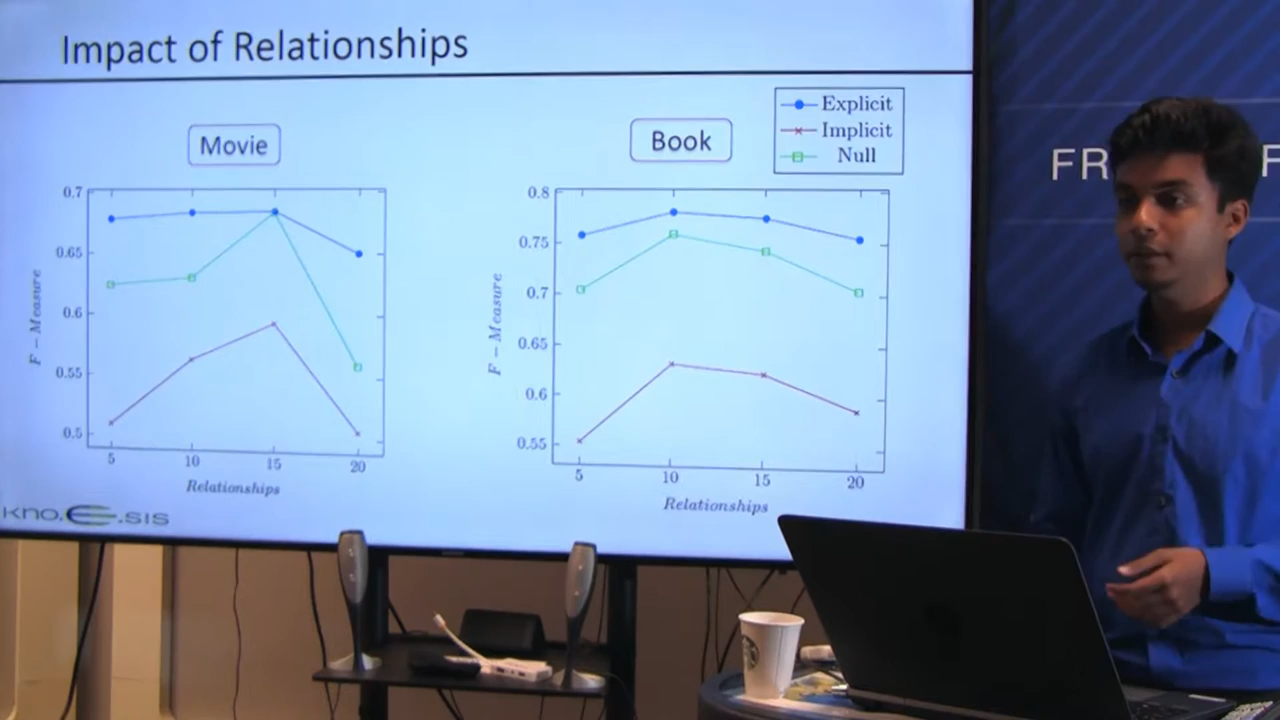 Impact of Relationships
Explicit
Implicit
Null
Movie
Book
0.7
0.65
0.6
0.55
0.5
F - Measure
5 10 15 20
Relationships
0.8
0.75
0.7
0.65
0.6
0.55
F - Measure
5 10 15 20
Relationships
kno.e.sis
FR
F